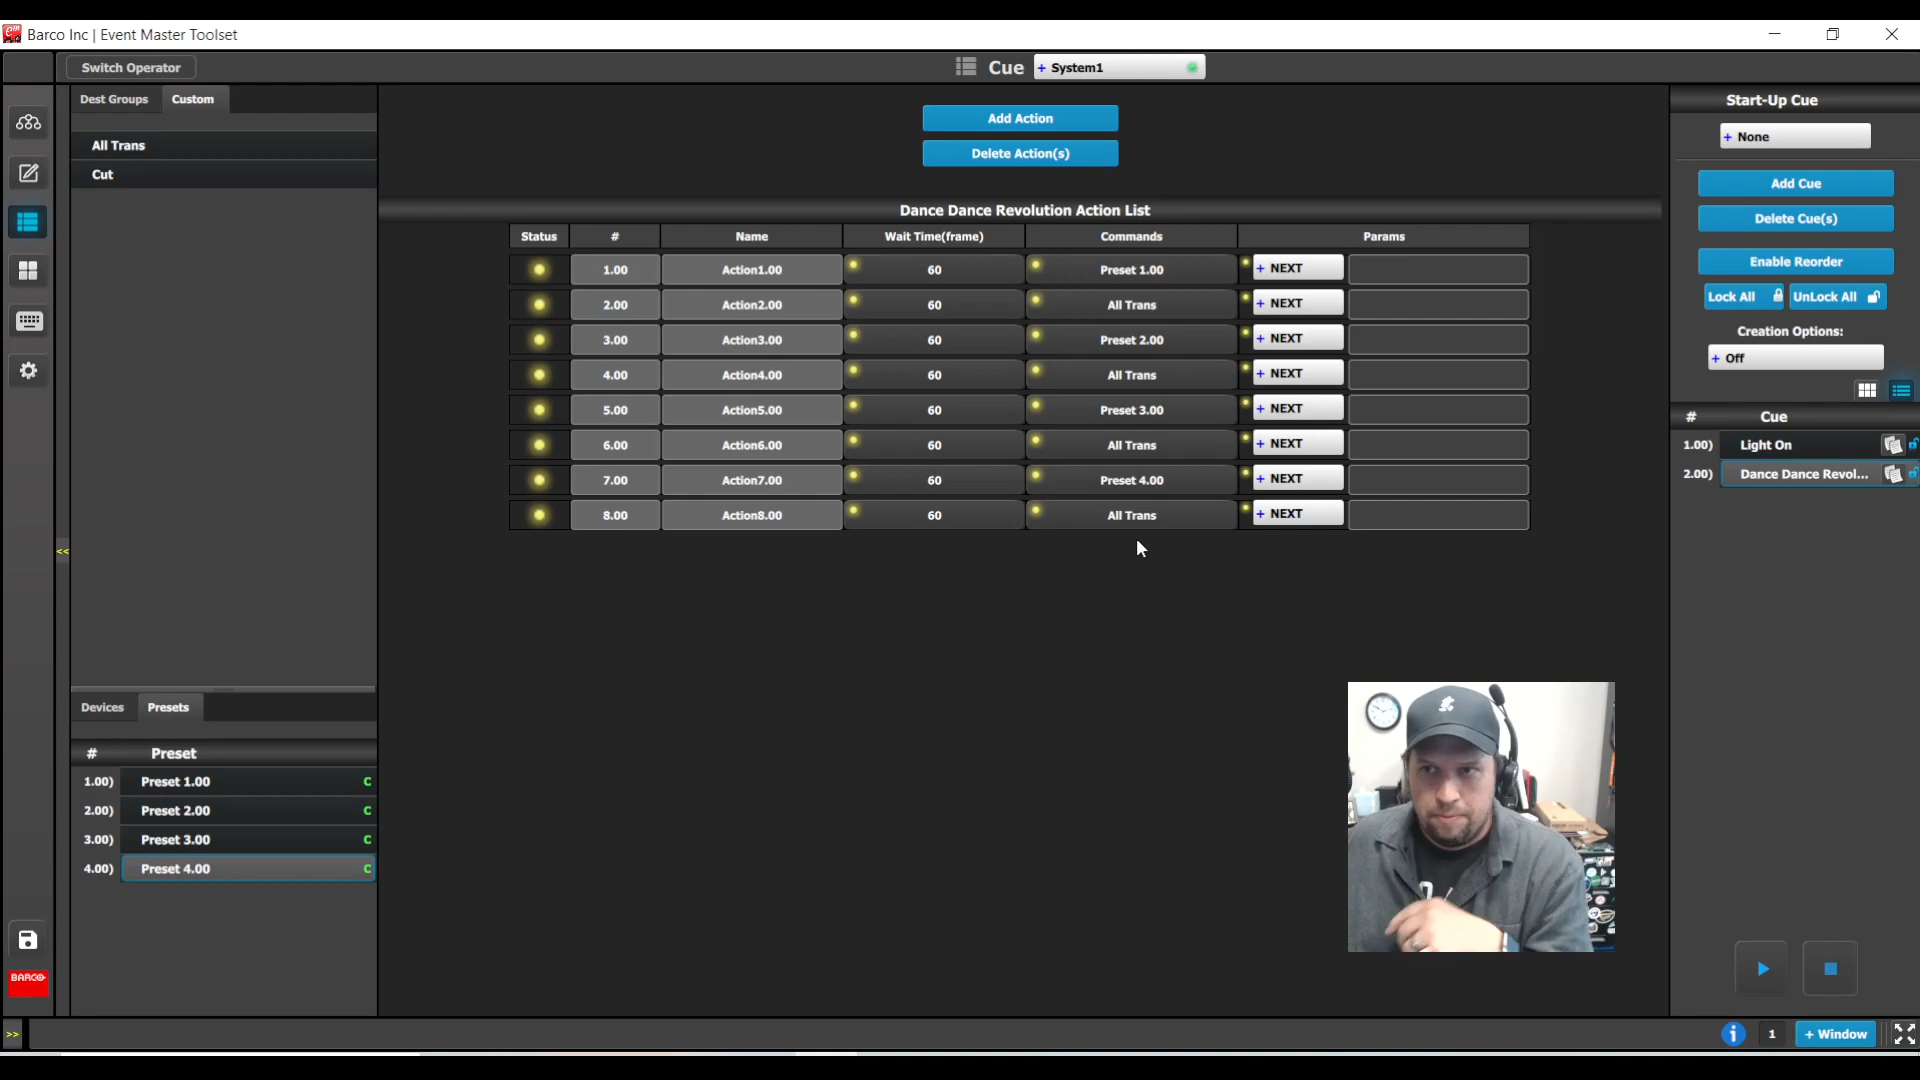 Barco Inc | Event Master Toolset
Switch Operator
Cue
+ System1
Dest Groups
Custom
All Trans
Cut
Add Action
Delete Action(s)
Dance Dance Revolution Action List
Status # Name Wait Time(frame) Commands Params
1.00 Action1.00 60 Preset 1.00 + NEXT
2.00 Action2.00 60 All Trans + NEXT
3.00 Action3.00 60 Preset 2.00 + NEXT
4.00 Action4.00 60 All Trans + NEXT
5.00 Action5.00 60 Preset 3.00 + NEXT
6.00 Action6.00 60 All Trans + NEXT
7.00 Action7.00 60 Preset 4.00 + NEXT
8.00 Action8.00 60 All Trans + NEXT
Start-Up Cue
+ None
Add Cue
Delete Cue(s)
Enable Reorder
Lock All
UnLock All
Creation Options:
+ Off
# Cue
1.00) Light On
2.00) Dance Dance Revol...
<<
Devices
Presets
# Preset
1.00) Preset 1.00 C
2.00) Preset 2.00 C
3.00) Preset 3.00 C
4.00) Preset 4.00 C
BARCO
>>
i
1
+ Window